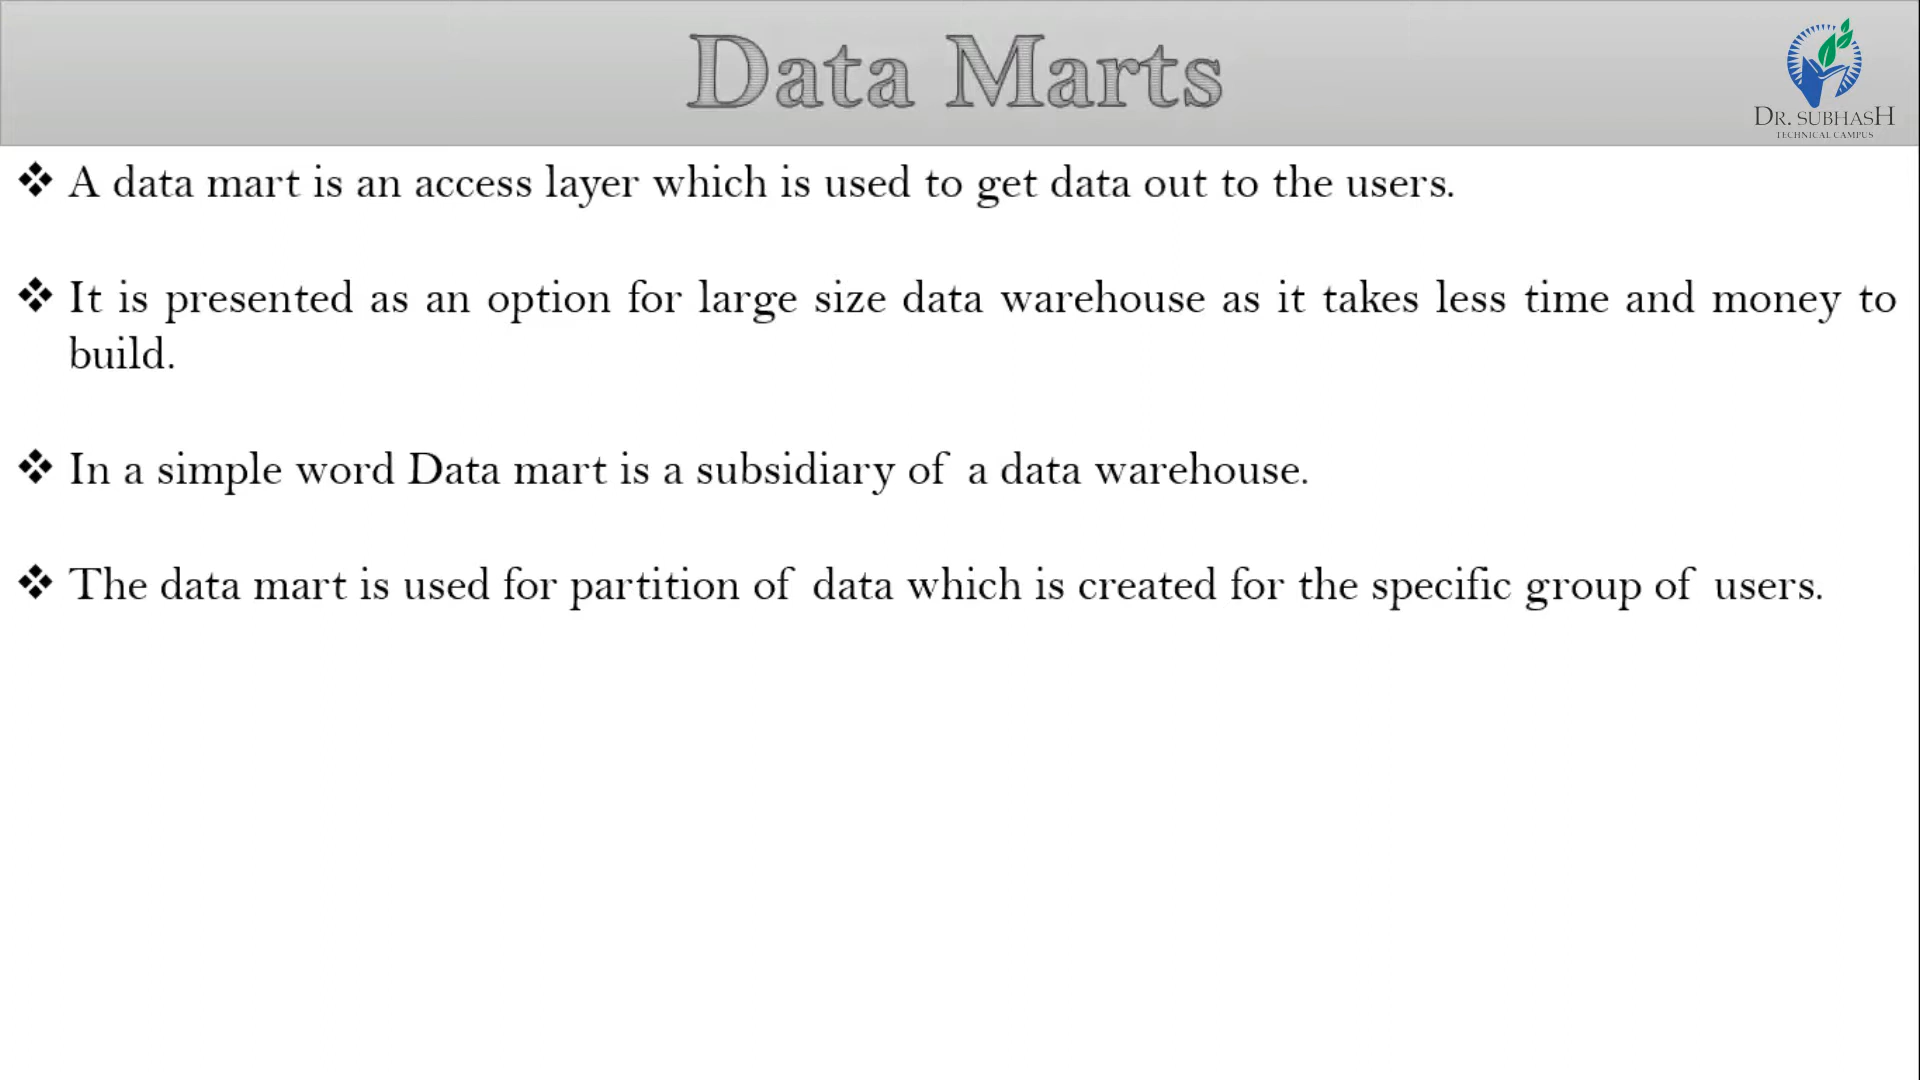 Data Marts
DR. SUBHASH
TECHNICAL CAMPUS
❖ A data mart is an access layer which is used to get data out to the users.
❖ It is presented as an option for large size data warehouse as it takes less time and money to
build.
❖ In a simple word Data mart is a subsidiary of a data warehouse.
❖ The data mart is used for partition of data which is created for the specific group of users.